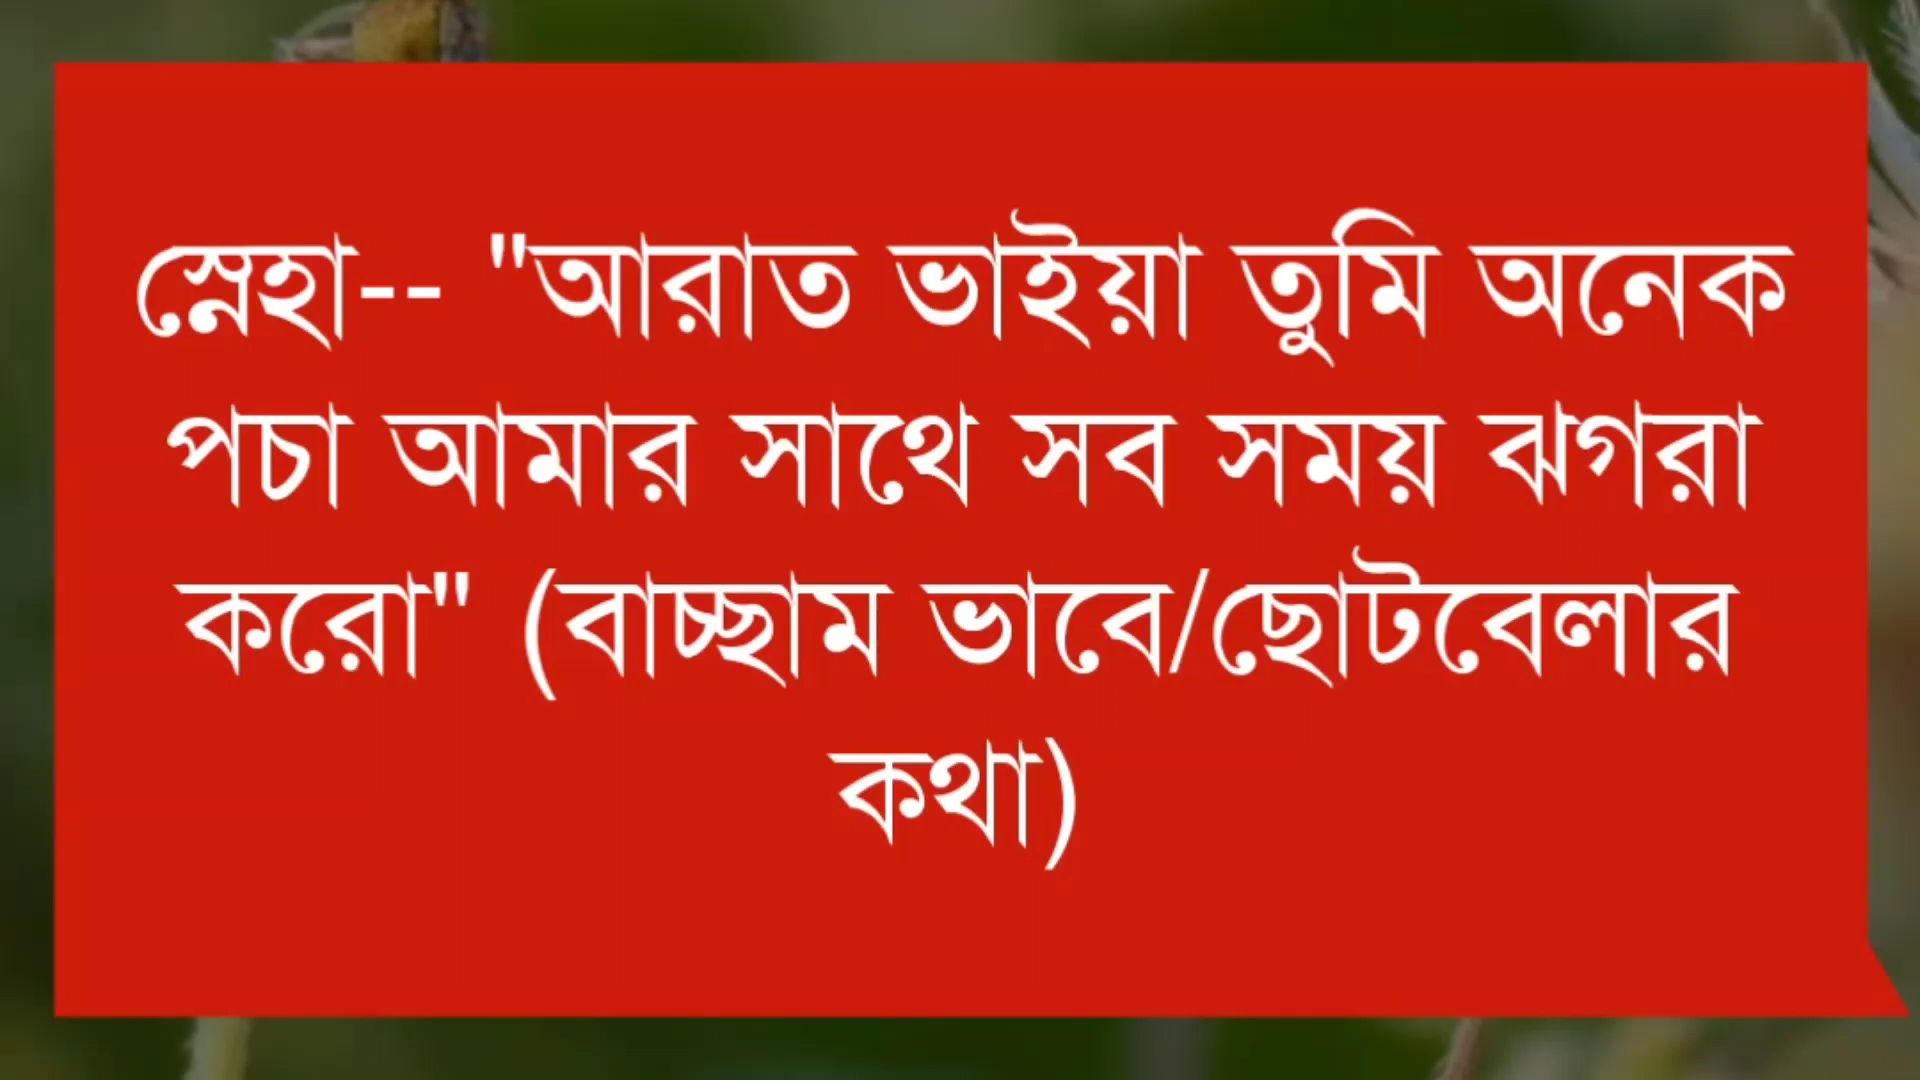 স্নেহা-- "আরাত ভাইয়া তুমি অনেক
পচা আমার সাথে সব সময় ঝগরা
করো" (বাচ্ছাম ভাবে/ছোটবেলার
কথা)